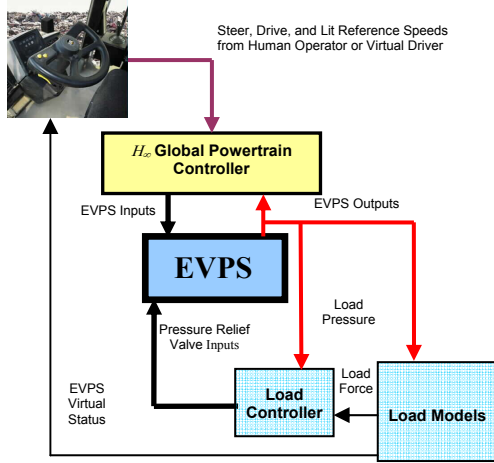 Steer, Drive, and Lit Reference Speeds
from Human Operator or Virtual Driver
H∞ Global Powertrain
Controller
EVPS Inputs
EVPS Outputs
EVPS
Load
Pressure
Pressure Relief
Valve Inputs
EVPS
Virtual
Status
Load
Force
Load
Controller
Load Models